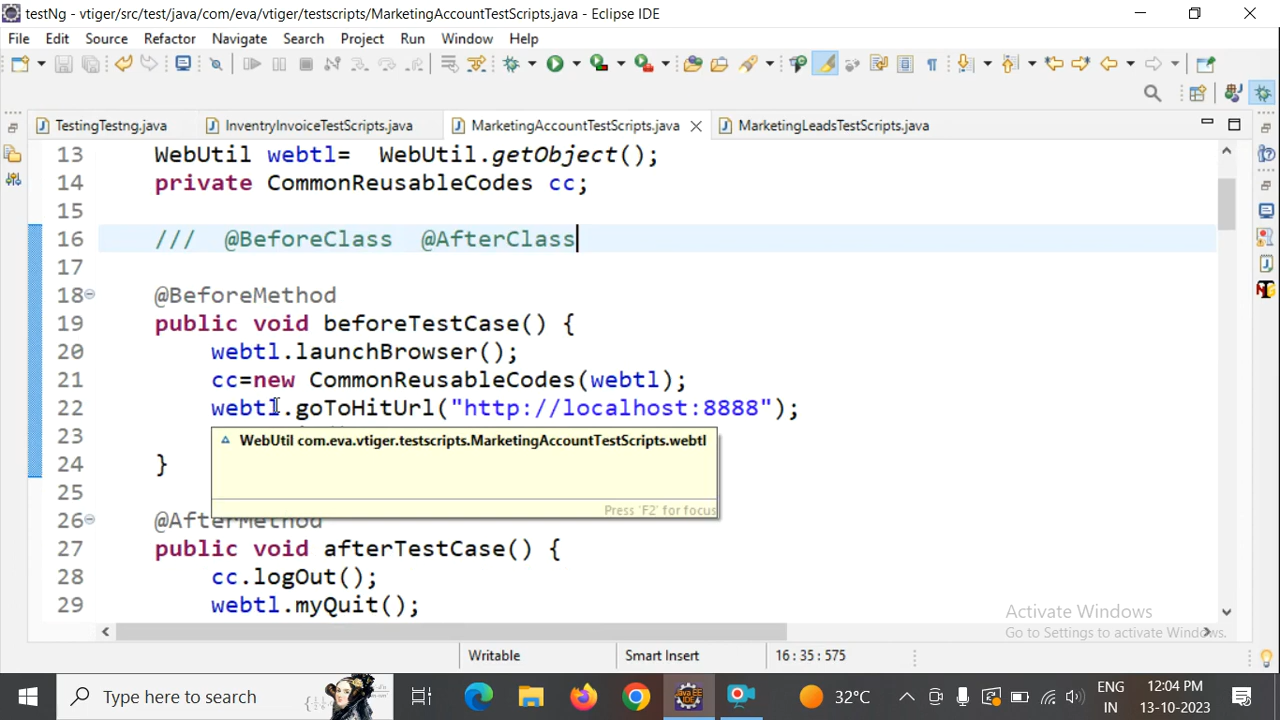 testNg - vtiger/src/test/java/com/eva/vtiger/testscripts/MarketingAccountTestScripts.java - Eclipse IDE
File Edit Source Refactor Navigate Search Project Run Window Help
TestingTestng.java InventryInvoiceTestScripts.java MarketingAccountTestScripts.java MarketingLeadsTestScripts.java
13 WebUtil webtl= WebUtil.getObject();
14 private CommonReusableCodes cc;
15
16 /// @BeforeClass @AfterClass
17
18 @BeforeMethod
19 public void beforeTestCase() {
20 webtl.launchBrowser();
21 cc=new CommonReusableCodes(webtl);
22 webtl.goToHitUrl("http://localhost:8888");
23
WebUtil com.eva.vtiger.testscripts.MarketingAccountTestScripts.webtl
24 }
25
Press 'F2' for focus
26 @AfterMethod
27 public void afterTestCase() {
28 cc.logOut();
29 webtl.myQuit();
Activate Windows
Go to Settings to activate Windows.
Writable Smart Insert 16 : 35 : 575
Type here to search 32°C ENG IN 12:04 PM 13-10-2023